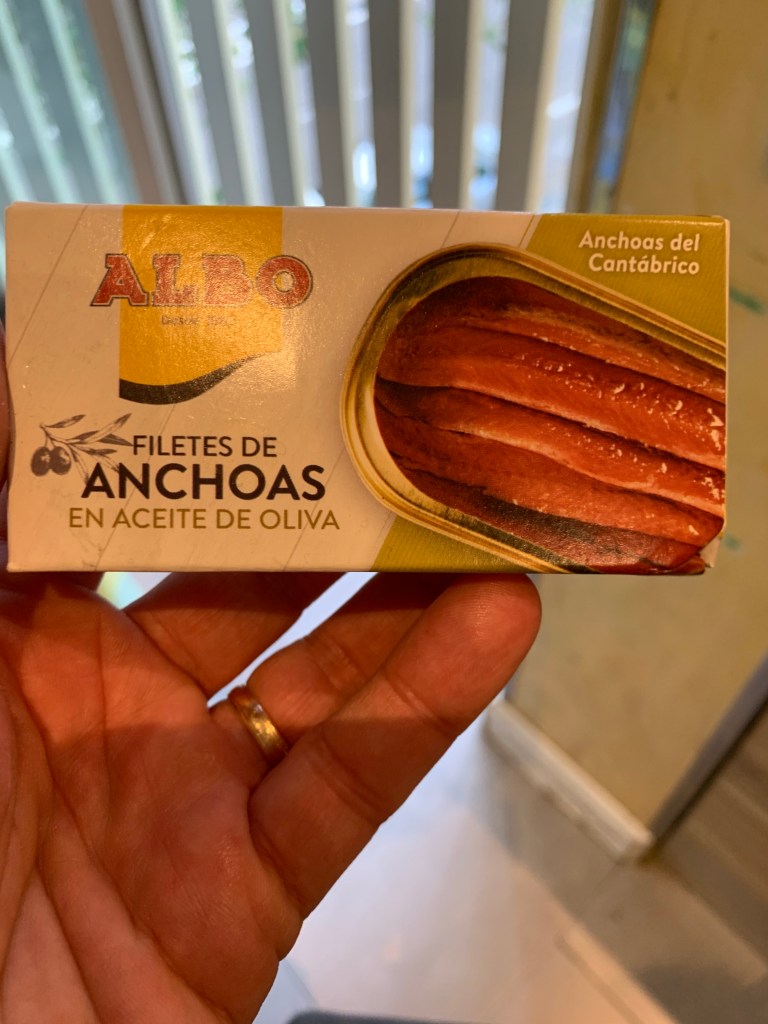 ALBO
Anchoas del
Cantábrico
FILETES DE
ANCHOAS
EN ACEITE DE OLIVA